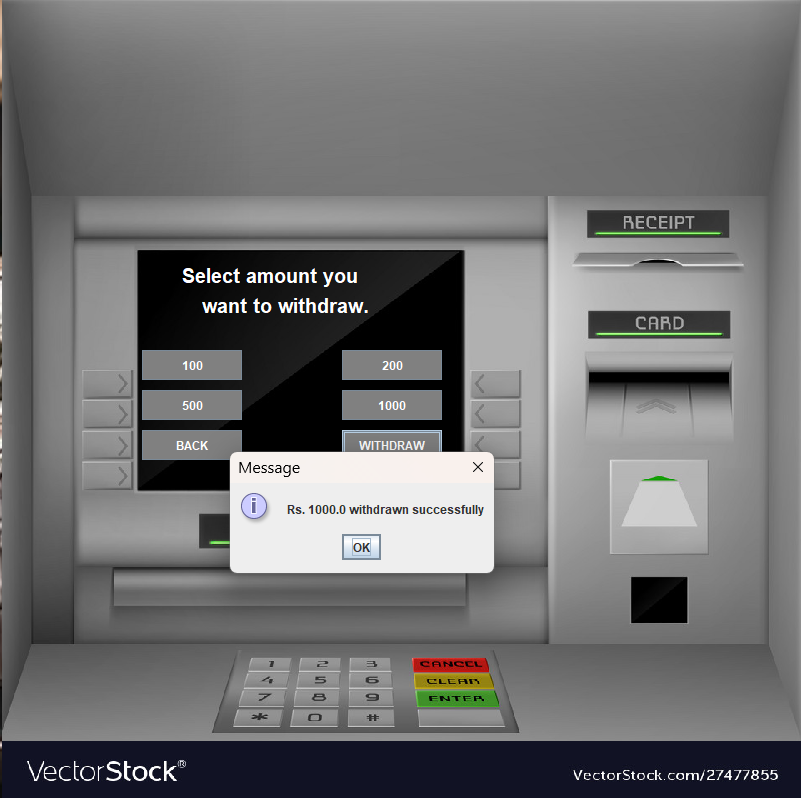 RECEIPT
Select amount you
want to withdraw.
CARD
100
200
500
1000
BACK
WITHDRAW
Message
Rs. 1000.0 withdrawn successfully
OK
1 2 3 CANCEL
4 5 6 CLEAR
7 8 9 ENTER
* 0 #
VectorStock®
VectorStock.com/27477855